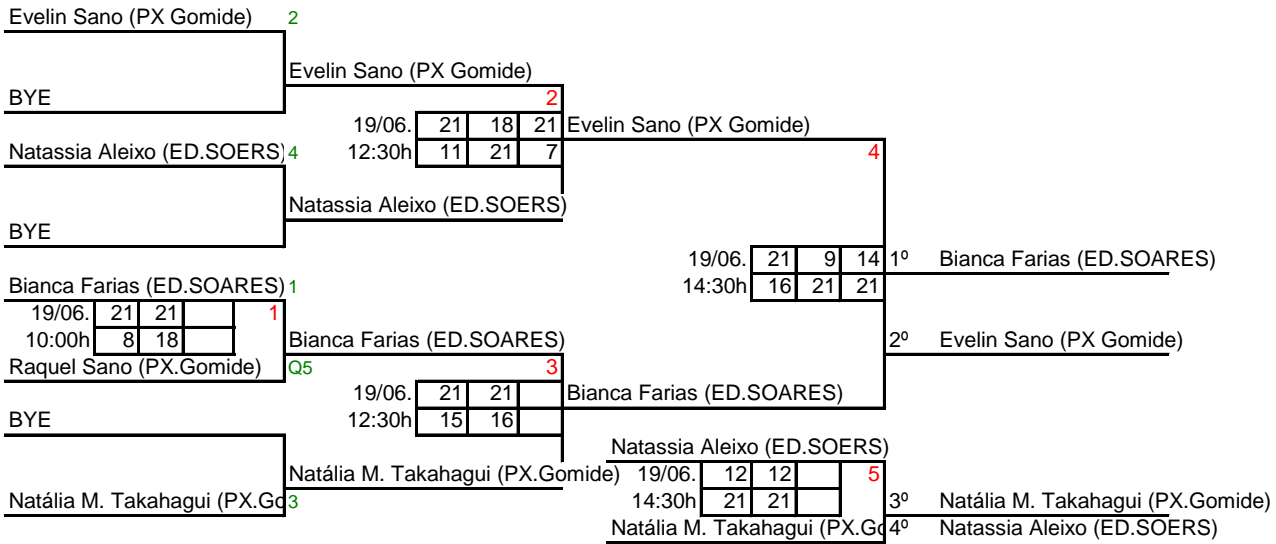 Evelin Sano (PX Gomide) 2
Evelin Sano (PX Gomide)
BYE 2
19/06. 21 18 21 Evelin Sano (PX Gomide)
Natassia Aleixo (ED.SOERS) 4 12:30h 11 21 7 4
Natassia Aleixo (ED.SOERS)
BYE
19/06. 21 9 14 1º Bianca Farias (ED.SOARES)
Bianca Farias (ED.SOARES) 1 14:30h 16 21 21
19/06. 21 21 1
10:00h 8 18 Bianca Farias (ED.SOARES) 2º Evelin Sano (PX Gomide)
Raquel Sano (PX.Gomide) Q5 3
19/06. 21 21 Bianca Farias (ED.SOARES)
BYE 12:30h 15 16
Natassia Aleixo (ED.SOERS)
Natália M. Takahagui (PX.Gomide) 19/06. 12 12 5
Natália M. Takahagui (PX.Go 3 14:30h 21 21 3º Natália M. Takahagui (PX.Gomide)
Natália M. Takahagui (PX.Go 4º Natassia Aleixo (ED.SOERS)